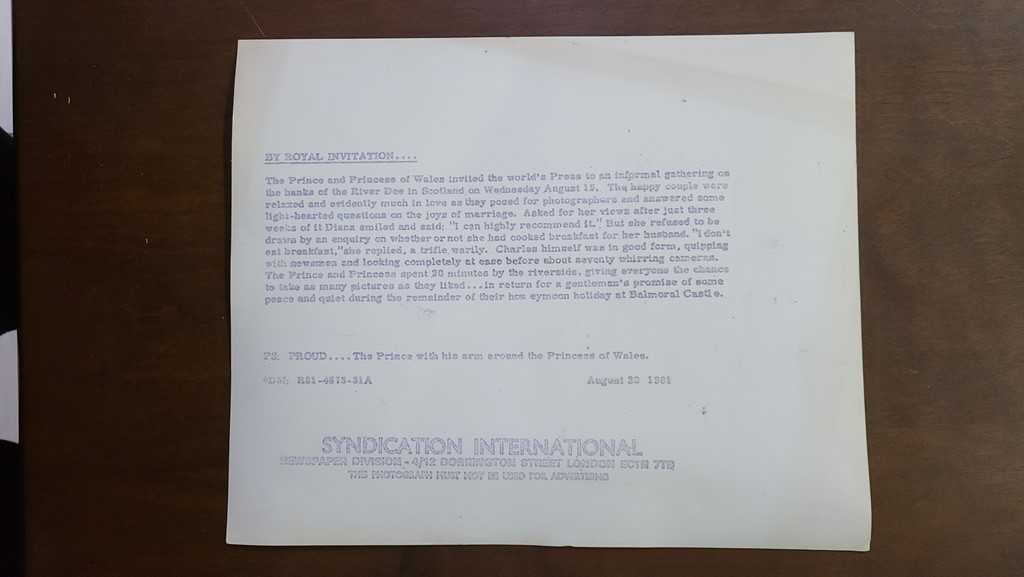 BY ROYAL INVITATION....
The Prince and Princess of Wales invited the world's Press to an informal gathering on
the banks of the River Dee in Scotland on Wednesday August 19. The happy couple were
relaxed and evidently much in love as they posed for photographers and answered some
light-hearted questions on the joys of marriage. Asked for her views after just three
weeks of it Diana smiled and said: "I can highly recommend it." But she refused to be
drawn by an enquiry on whether or not she had cooked breakfast for her husband. "I don't
eat breakfast,"she replied, a trifle warily. Charles himself was in good form, quipping
with newsmen and looking completely at ease before about seventy whirring cameras.
The Prince and Princess spent 20 minutes by the riverside, giving everyone the chance
to take as many pictures as they liked...in return for a gentleman's promise of some
peace and quiet during the remainder of their hon eymoon holiday at Balmoral Castle.
PS: PROUD....The Prince with his arm around the Princess of Wales.
R81-4673-31A August 20 1981
SYNDICATION INTERNATIONAL
NEWSPAPER DIVISION - 4/12 DORRINGTON STREET LONDON EC1N 7TB
THIS PHOTOGRAPH MUST NOT BE USED FOR ADVERTISING